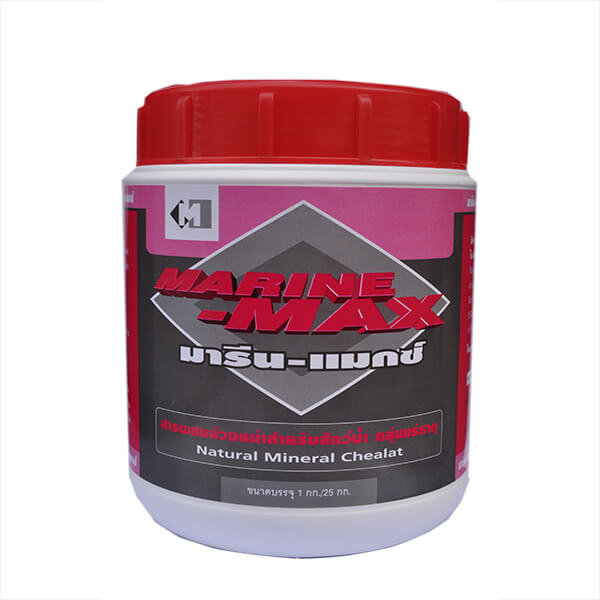 MARINE
-MAX
มารีน-แมกซ์
สารผสมล่วงหน้าสำหรับสัตว์น้ำ กลุ่มแร่ธาตุ
Natural Mineral Chealat
ขนาดบรรจุ 1 กก./25 กก.